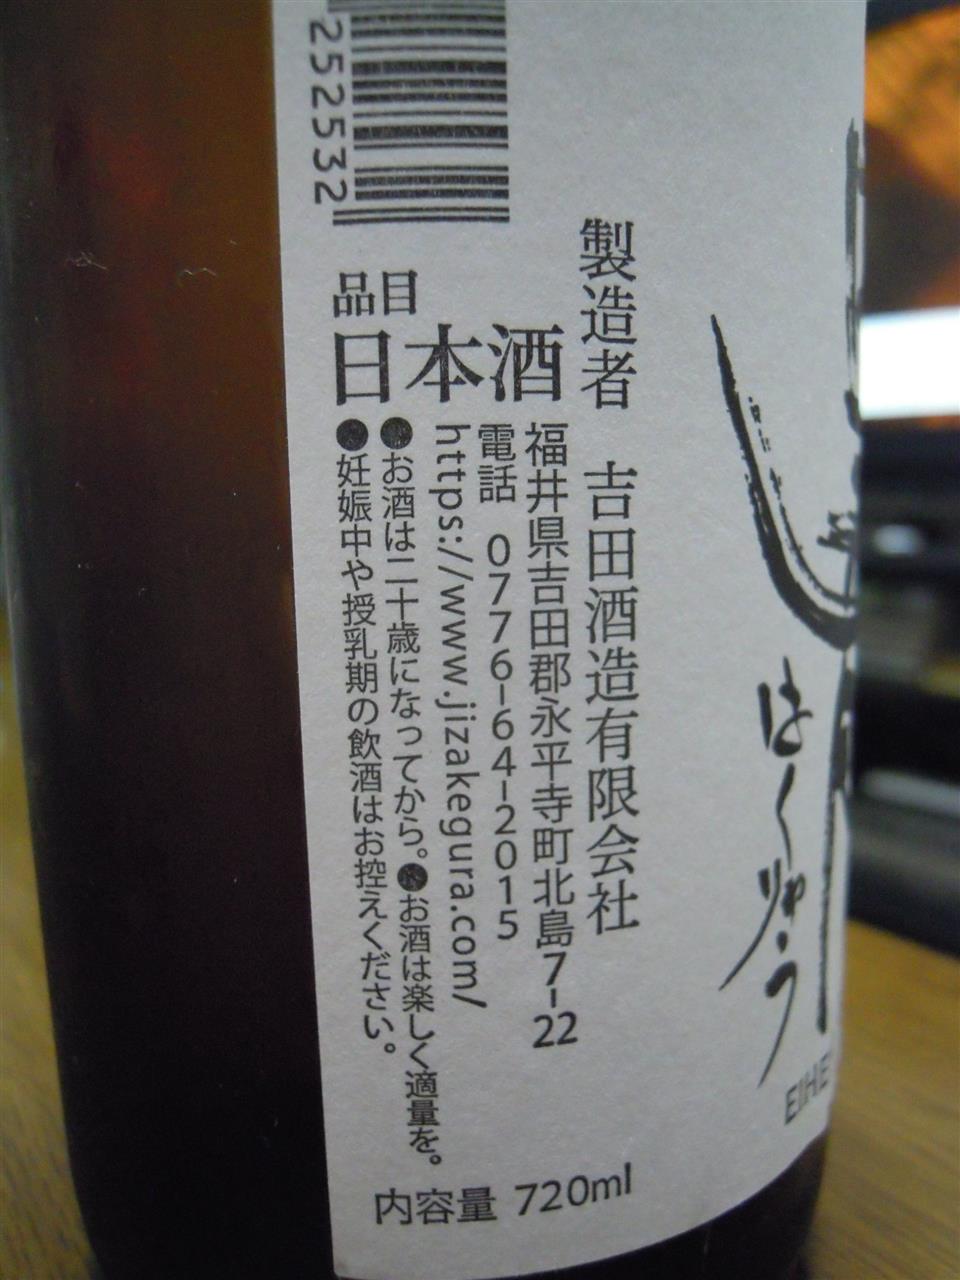 252532
品目
日本酒
製造者 吉田酒造有限会社
福井県吉田郡永平寺町北島7-22
電話 0776-64-2015
https://www.jizakegura.com/
●お酒は二十歳になってから。●お酒は楽しく適量を。
●妊娠中や授乳期の飲酒はお控えください。
内容量 720ml
はくりゅう
EIHE